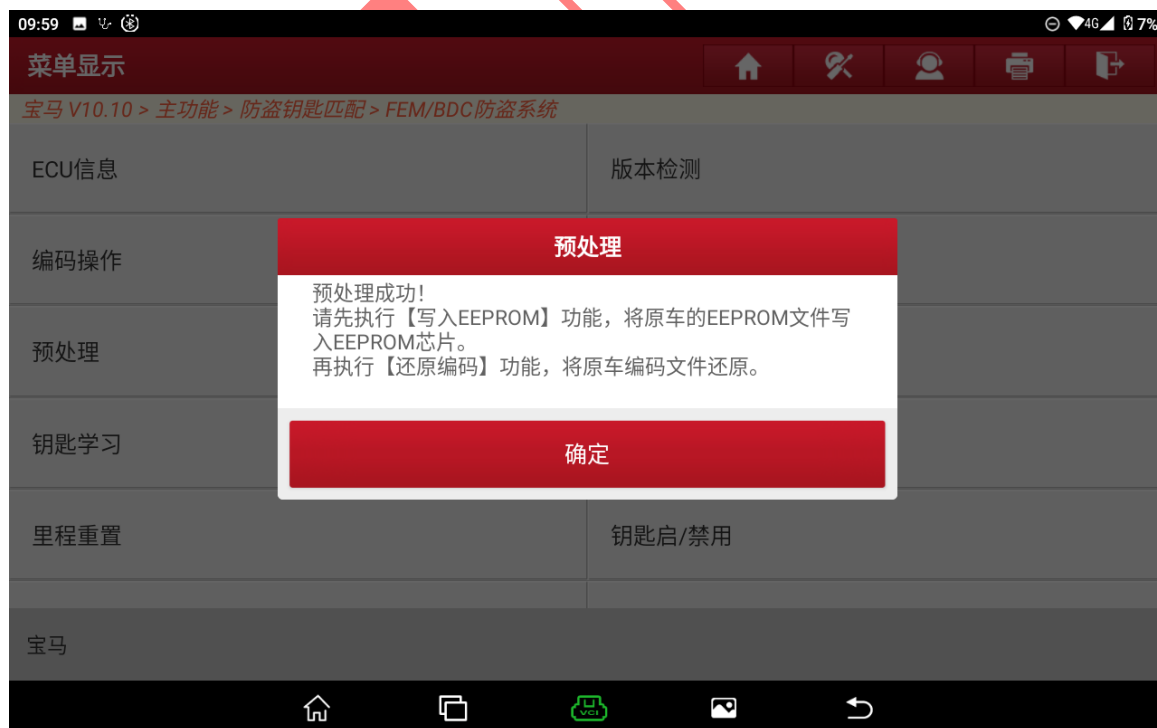 09:59
4G
7%
菜单显示
宝马 V10.10 > 主功能 > 防盗钥匙匹配 > FEM/BDC防盗系统
ECU信息
版本检测
编码操作
预处理
预处理成功！
请先执行【写入EEPROM】功能，将原车的EEPROM文件写
入EEPROM芯片。
再执行【还原编码】功能，将原车编码文件还原。
确定
预处理
钥匙学习
里程重置
钥匙启/禁用
宝马
VCI